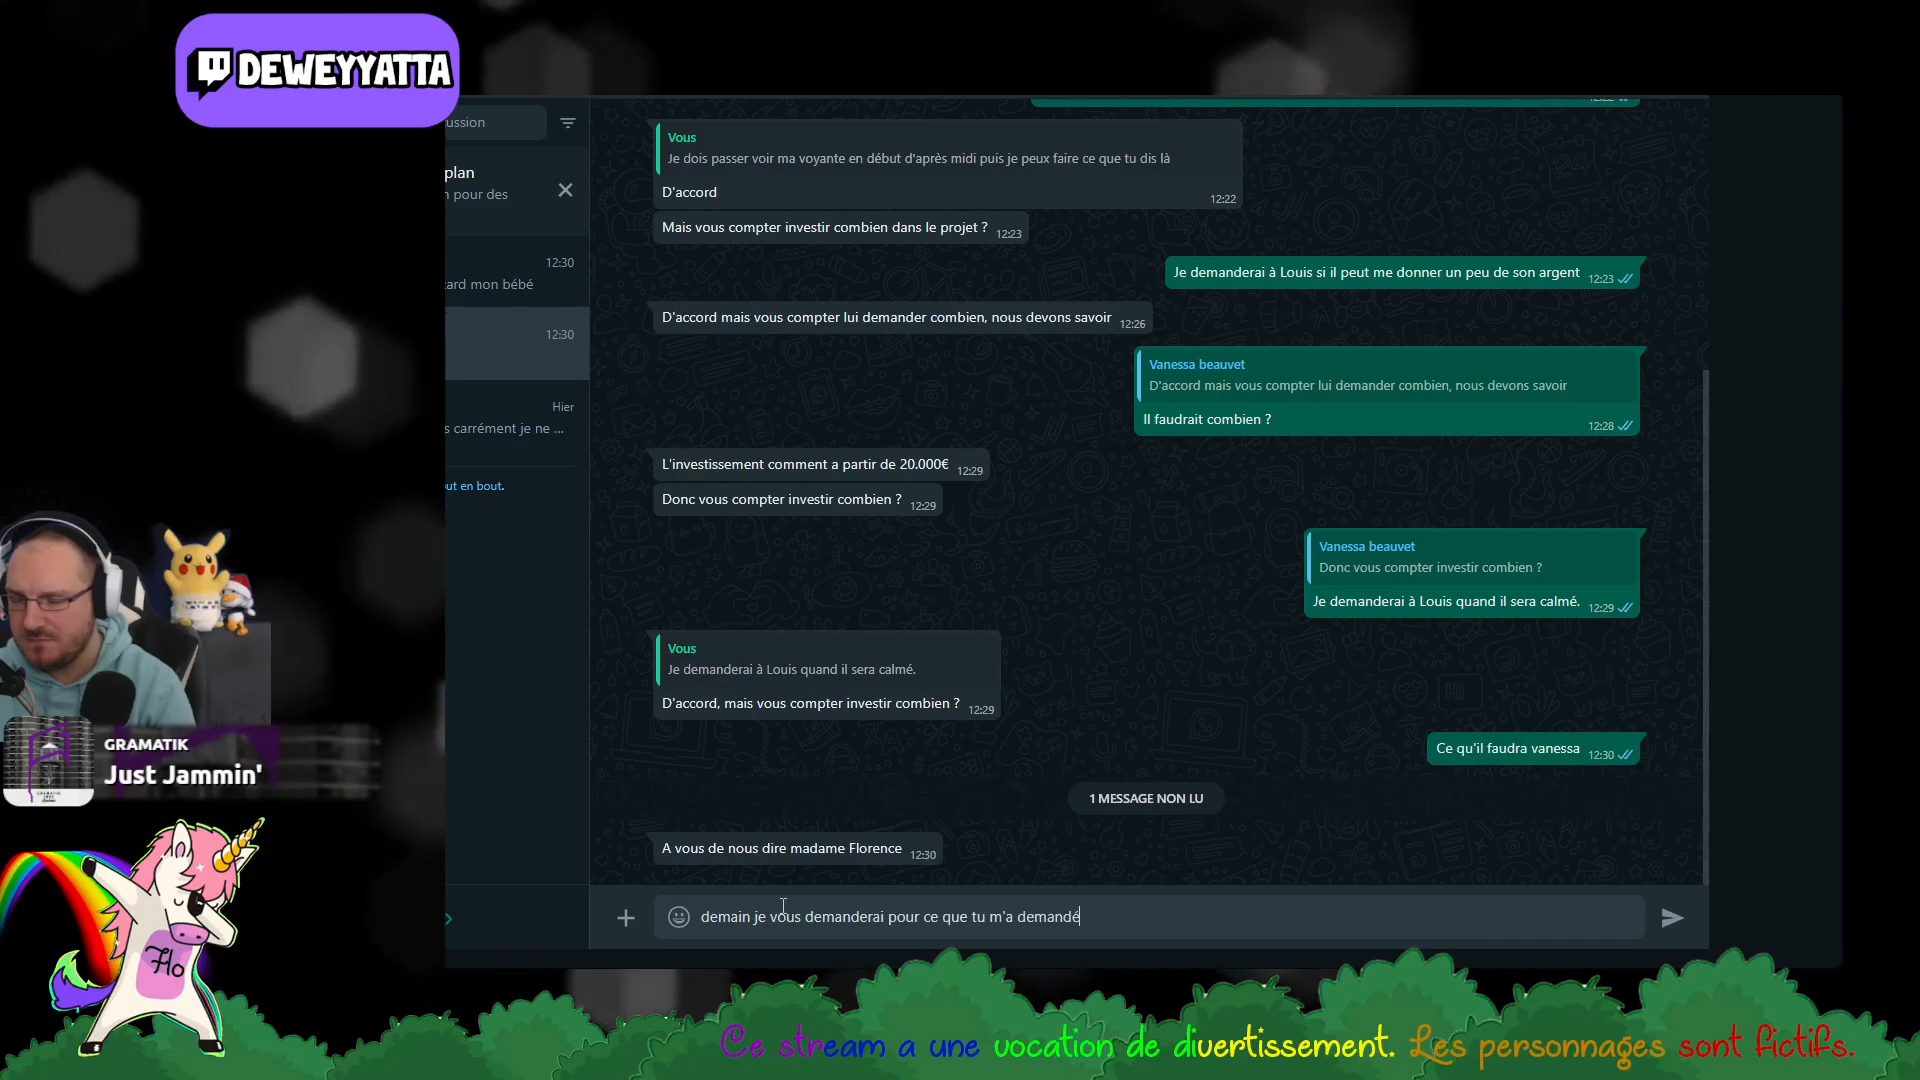 DEWEYYATTA
ussion
plan
n pour des
12:30
tard mon bébé
12:30
Hier
s carrément je ne ...
out en bout.
12:22
Vous
Je dois passer voir ma voyante en début d'après midi puis je peux faire ce que tu dis là
D'accord
12:22
Mais vous compter investir combien dans le projet ? 12:23
Je demanderai à Louis si il peut me donner un peu de son argent 12:23
D'accord mais vous compter lui demander combien, nous devons savoir 12:26
Vanessa beauvet
D'accord mais vous compter lui demander combien, nous devons savoir
Il faudrait combien ?
12:28
L'investissement comment a partir de 20.000€ 12:29
Donc vous compter investir combien ? 12:29
Vanessa beauvet
Donc vous compter investir combien ?
Je demanderai à Louis quand il sera calmé. 12:29
Vous
Je demanderai à Louis quand il sera calmé.
D'accord, mais vous compter investir combien ? 12:29
Ce qu'il faudra vanessa 12:30
1 MESSAGE NON LU
A vous de nous dire madame Florence 12:30
demain je vous demanderai pour ce que tu m'a demandé
GRAMATIK
Just Jammin'
Flo
Ce stream a une vocation de divertissement. Les personnages sont fictifs.